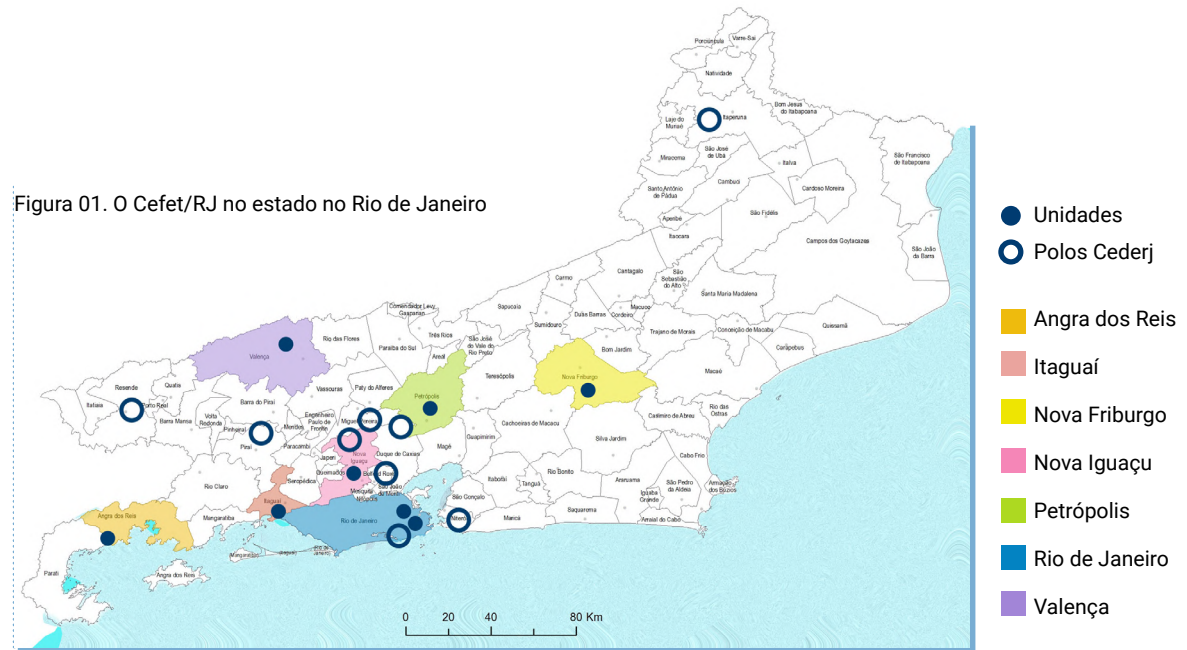 Figura 01. O Cefet/RJ no estado no Rio de Janeiro
Unidades
Polos Cederj
Angra dos Reis
Itaguaí
Nova Friburgo
Nova Iguaçu
Petrópolis
Rio de Janeiro
Valença
Porciúncula
Varre-Sai
Natividade
Bom Jesus
do Itabapoana
Itaperuna
Laje do
Muriaé
São José
de Ubá
Miracema
Italva
São Francisco
de Itabapoana
Cambuci
Cardoso Moreira
Santo Antônio
de Pádua
São Fidélis
Aperibé
Itaocara
Campos dos Goytacazes
São João
da Barra
Cantagalo
São
Sebastião
do Alto
Carmo
Santa Maria Madalena
Comendador Levy
Gasparian
Sapucaia
Duas Barras
Cordeiro
Macuco
Sumidouro
Trajano de Morais
Conceição de Macabu
Quissamã
Carapebus
Rio das Flores
Paraíba do Sul
Três Rios
São José
do Vale do
Rio Preto
Areal
Bom Jardim
Valença
Nova Friburgo
Macaé
Teresópolis
Resende
Quatis
Itatiaia
Porto Real
Barra Mansa
Volta
Redonda
Barra do Piraí
Vassouras
Paty do Alferes
Petrópolis
Pinheiral
Piraí
Mendes
Engenheiro
Paulo de
Frontin
Paracambi
Cachoeiras de Macacu
Casimiro de Abreu
Rio das
Ostras
Guapimirim
Magé
Silva Jardim
Japeri
Nova
Iguaçu
Duque de Caxias
Cabo Frio
Rio Claro
Seropédica
Queimados
Mesquita
Itaboraí
Tanguá
Rio Bonito
Araruama
Iguaba
Grande
São Pedro
da Aldeia
Armação
dos Búzios
Angra dos Reis
Mangaratiba
Itaguaí
Rio de Janeiro
São Gonçalo
Niterói
Maricá
Saquarema
Arraial do Cabo
Parati
Angra dos Reis
0 20 40 80 Km